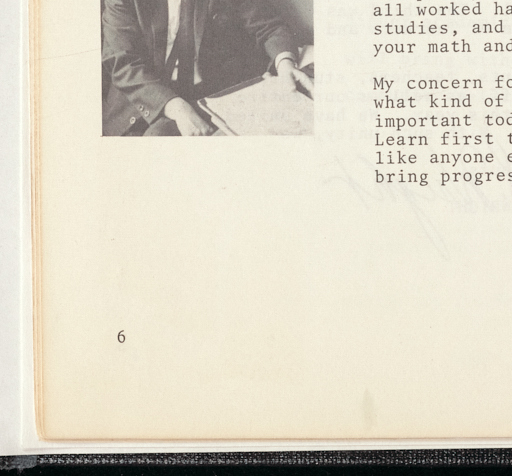 all worked ha
studies, and
your math and
My concern fo
what kind of
important tod
Learn first t
like anyone e
bring progres
6